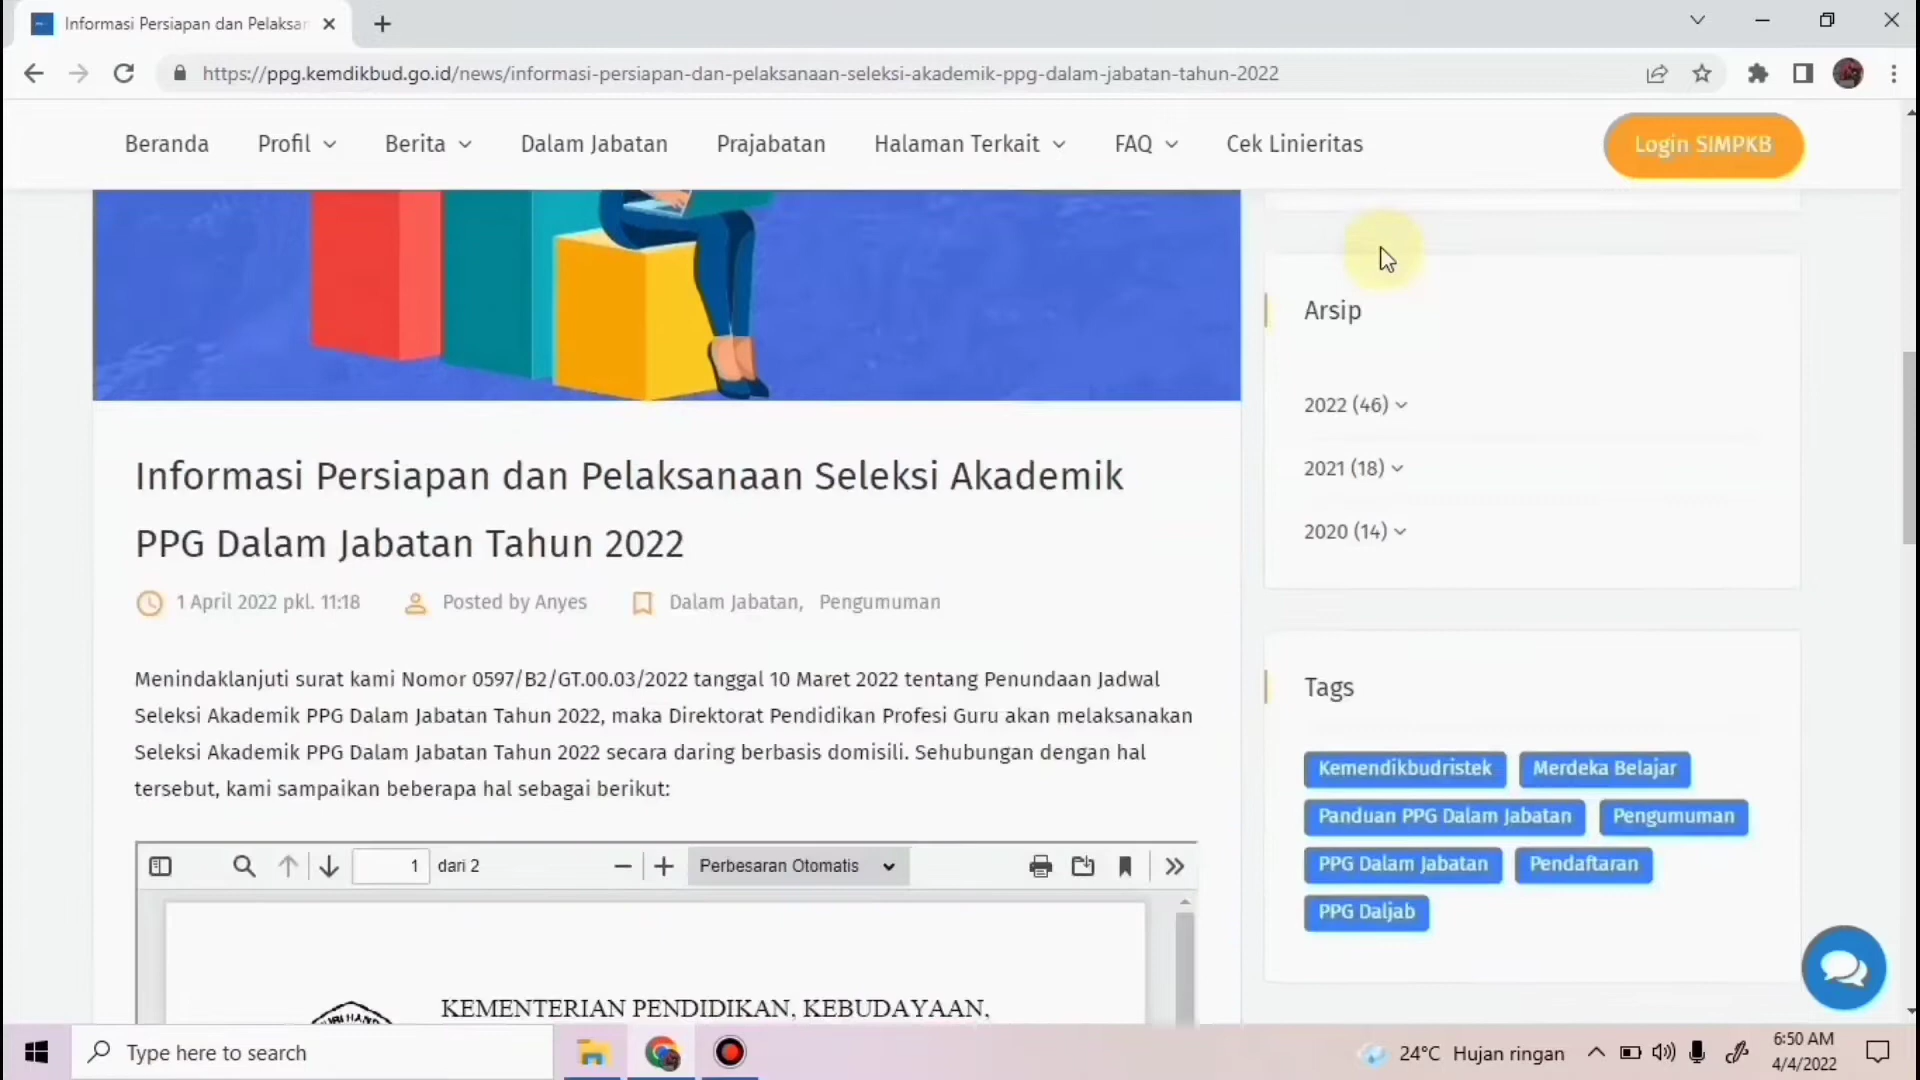 Informasi Persiapan dan Pelaksar
https://ppg.kemdikbud.go.id/news/informasi-persiapan-dan-pelaksanaan-seleksi-akademik-ppg-dalam-jabatan-tahun-2022
Beranda Profil Berita Dalam Jabatan Prajabatan Halaman Terkait FAQ Cek Linieritas Login SIMPKB
Informasi Persiapan dan Pelaksanaan Seleksi Akademik
PPG Dalam Jabatan Tahun 2022
1 April 2022 pkl. 11:18 Posted by Anyes Dalam Jabatan, Pengumuman
Menindaklanjuti surat kami Nomor 0597/B2/GT.00.03/2022 tanggal 10 Maret 2022 tentang Penundaan Jadwal
Seleksi Akademik PPG Dalam Jabatan Tahun 2022, maka Direktorat Pendidikan Profesi Guru akan melaksanakan
Seleksi Akademik PPG Dalam Jabatan Tahun 2022 secara daring berbasis domisili. Sehubungan dengan hal
tersebut, kami sampaikan beberapa hal sebagai berikut:
1 dari 2 Perbesaran Otomatis
KEMENTERIAN PENDIDIKAN, KEBUDAYAAN,
Arsip
2022 (46)
2021 (18)
2020 (14)
Tags
Kemendikbudristek Merdeka Belajar
Panduan PPG Dalam Jabatan Pengumuman
PPG Dalam Jabatan Pendaftaran
PPG Daljab
Type here to search
24°C Hujan ringan
6:50 AM
4/4/2022